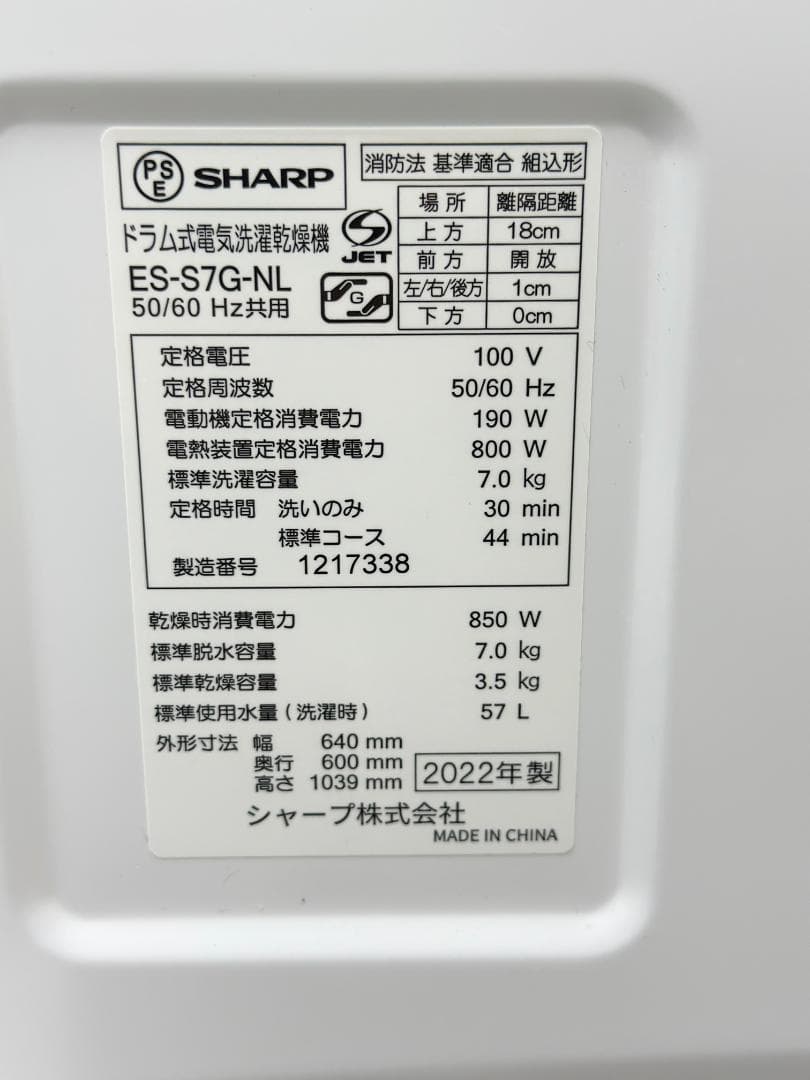 PSE SHARP
消防法 基準適合 組込形
ドラム式電気洗濯乾燥機
ES-S7G-NL
50/60 Hz共用
JET
G
場所 離隔距離
上方 18cm
前方 開放
左/右/後方 1cm
下方 0cm
定格電圧 100 V
定格周波数 50/60 Hz
電動機定格消費電力 190 W
電熱装置定格消費電力 800 W
標準洗濯容量 7.0 kg
定格時間 洗いのみ 30 min
標準コース 44 min
製造番号 1217338
乾燥時消費電力 850 W
標準脱水容量 7.0 kg
標準乾燥容量 3.5 kg
標準使用水量(洗濯時) 57 L
外形寸法 幅 640 mm
奥行 600 mm
高さ 1039 mm
2022年製
シャープ株式会社
MADE IN CHINA